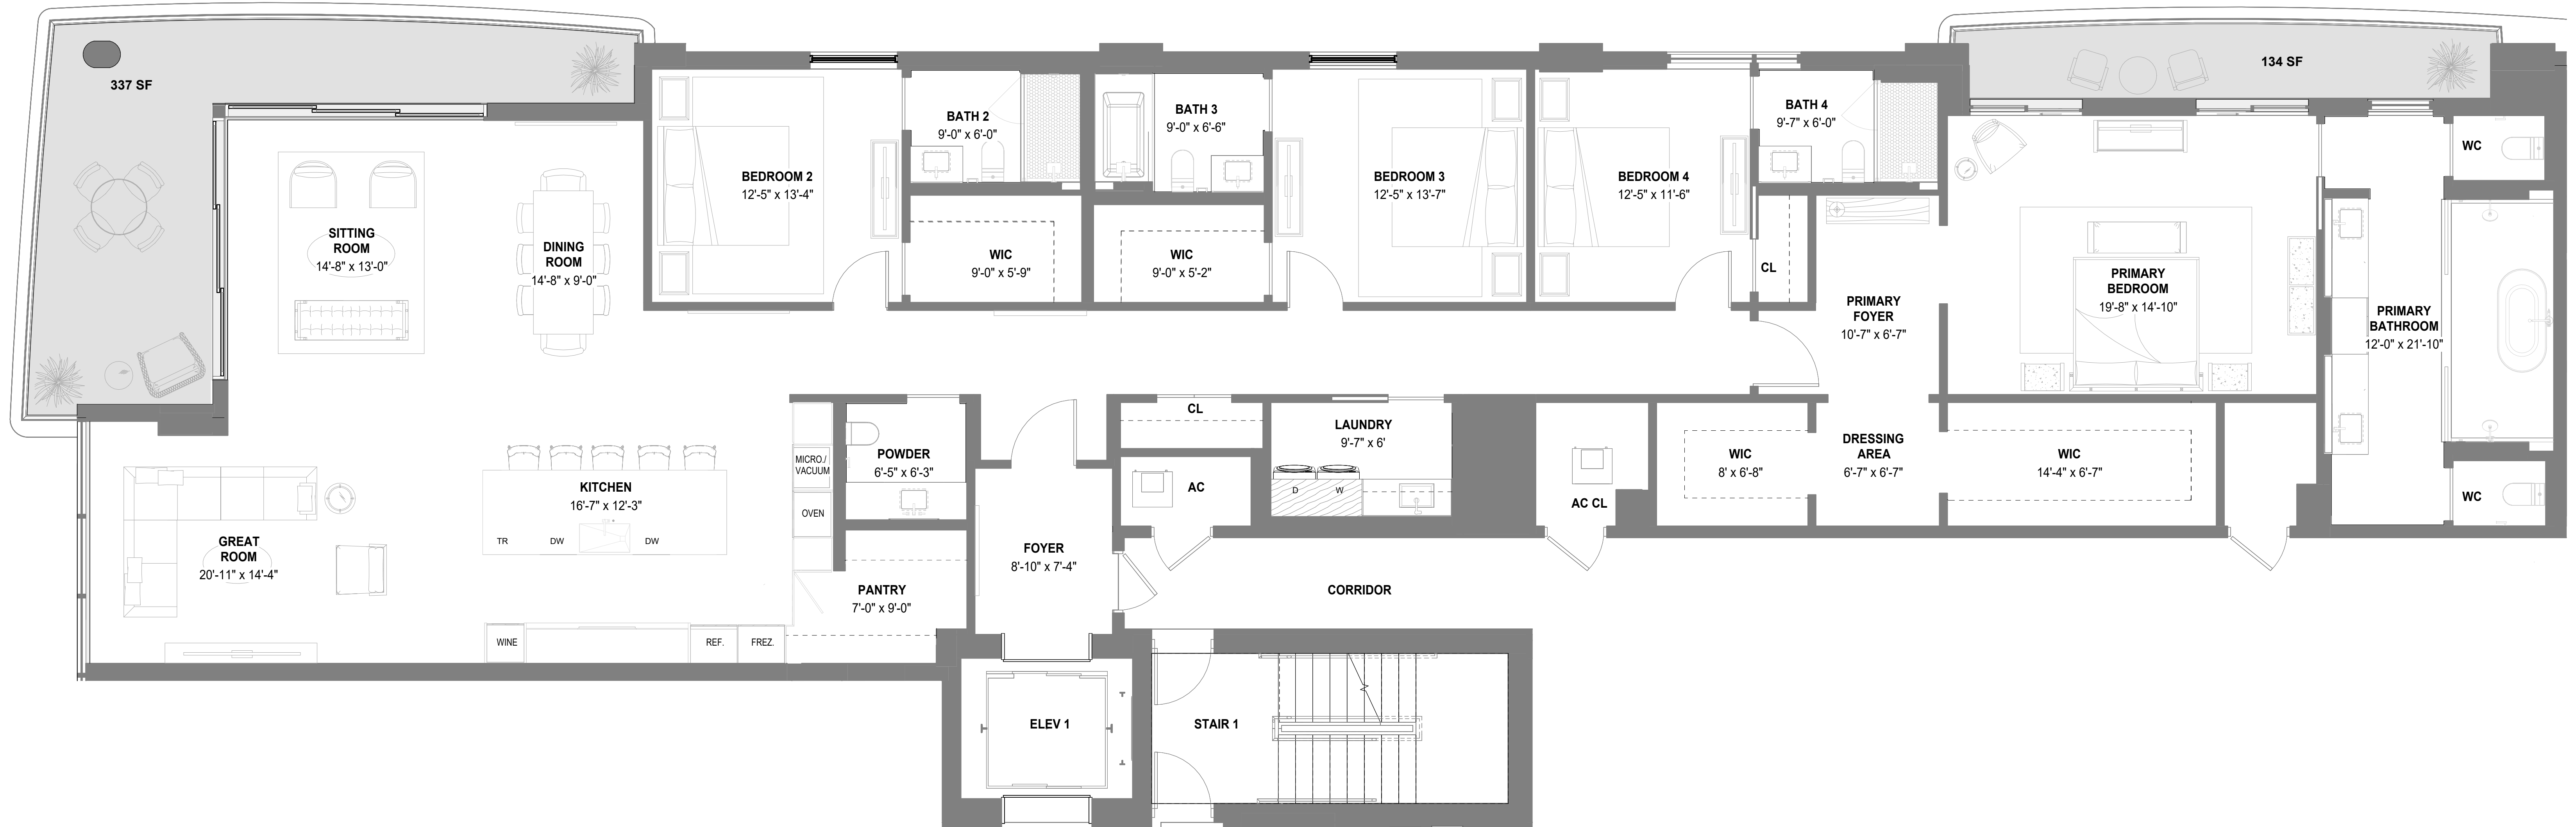 337 SF
134 SF
BATH 2
9'-0" x 6'-0"
BATH 3
9'-0" x 6'-6"
BATH 4
9'-7" x 6'-0"
WC
BEDROOM 2
12'-5" x 13'-4"
BEDROOM 3
12'-5" x 13'-7"
BEDROOM 4
12'-5" x 11'-6"
SITTING
ROOM
14'-8" x 13'-0"
DINING
ROOM
14'-8" x 9'-0"
WIC
9'-0" x 5'-9"
WIC
9'-0" x 5'-2"
CL
PRIMARY
FOYER
10'-7" x 6'-7"
PRIMARY
BEDROOM
19'-8" x 14'-10"
PRIMARY
BATHROOM
12'-0" x 21'-10"
CL
LAUNDRY
9'-7" x 6'
D
W
POWDER
6'-5" x 6'-3"
MICRO./
VACUUM
OVEN
KITCHEN
16'-7" x 12'-3"
TR
DW
DW
AC
AC CL
WIC
8' x 6'-8"
DRESSING
AREA
6'-7" x 6'-7"
WIC
14'-4" x 6'-7"
WC
GREAT
ROOM
20'-11" x 14'-4"
FOYER
8'-10" x 7'-4"
PANTRY
7'-0" x 9'-0"
CORRIDOR
WINE
REF.
FREZ.
ELEV 1
STAIR 1